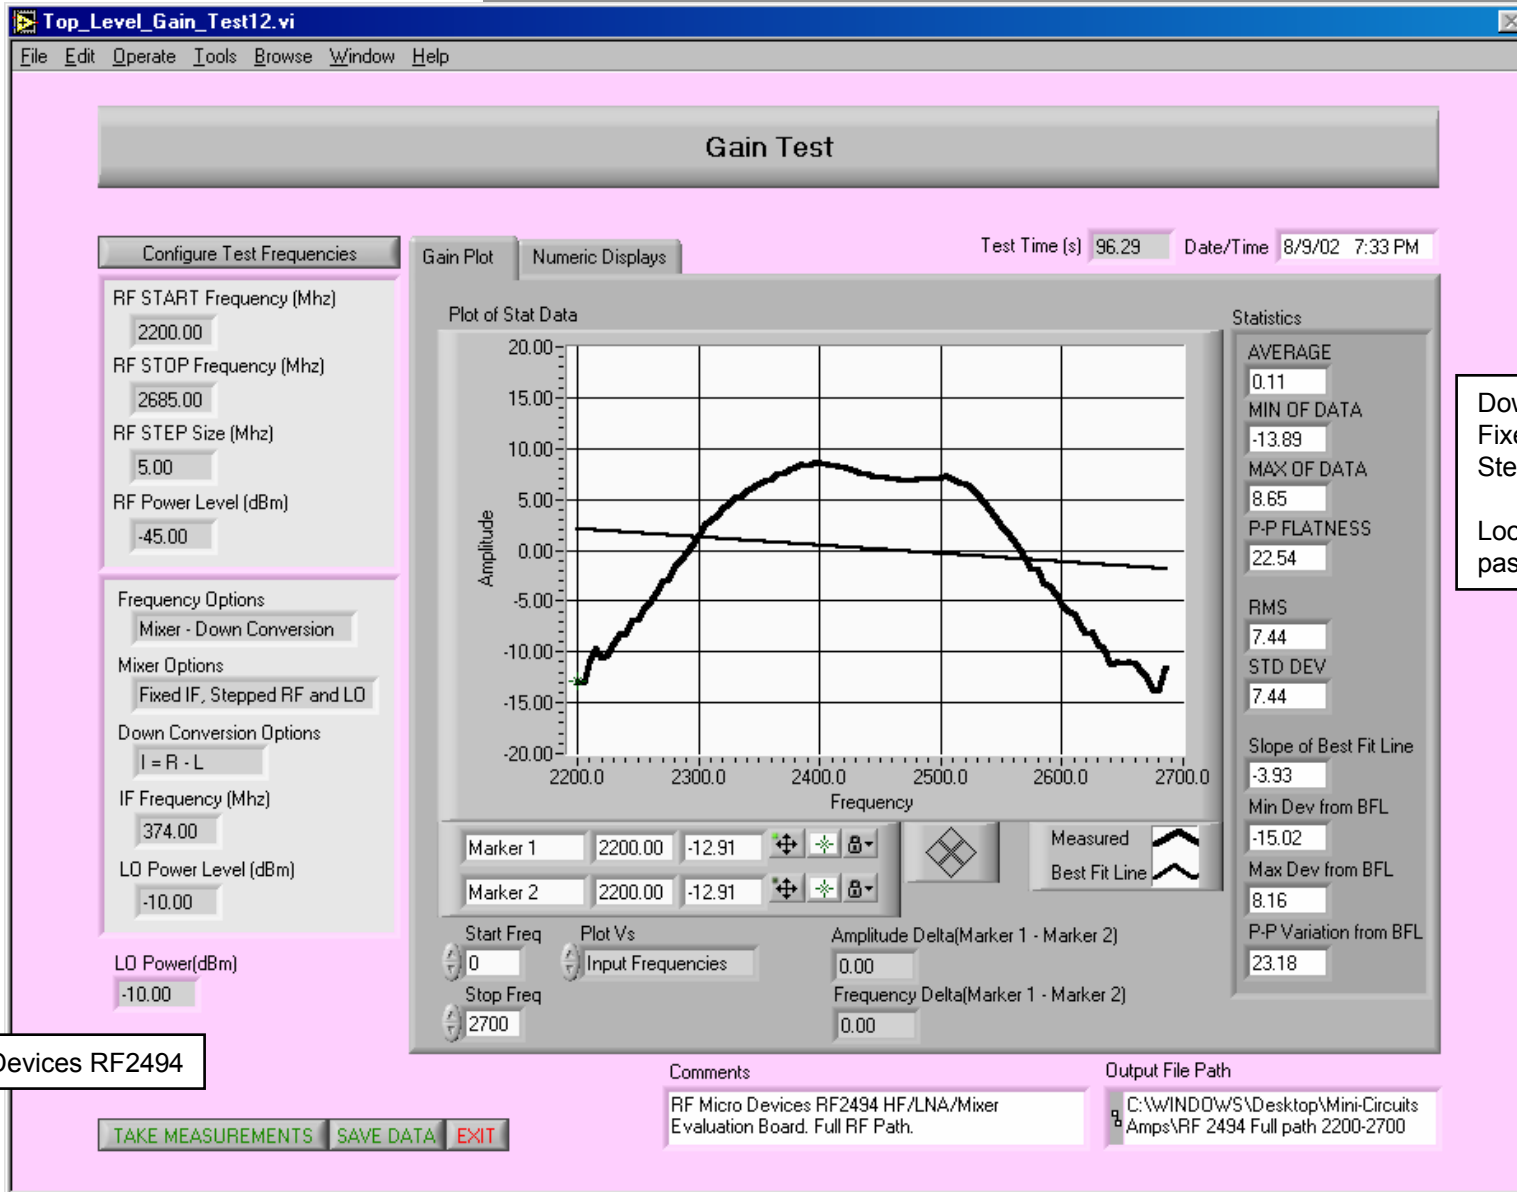 Top_Level_Gain_Test12.vi
File Edit Operate Tools Browse Window Help
Gain Test
Configure Test Frequencies
RF START Frequency (Mhz)
2200.00
RF STOP Frequency (Mhz)
2685.00
RF STEP Size (Mhz)
5.00
RF Power Level (dBm)
-45.00
Frequency Options
Mixer - Down Conversion
Mixer Options
Fixed IF, Stepped RF and LO
Down Conversion Options
I = R - L
IF Frequency (Mhz)
374.00
LO Power Level (dBm)
-10.00
LO Power(dBm)
-10.00
Devices RF2494
TAKE MEASUREMENTS SAVE DATA EXIT
Gain Plot Numeric Displays
Test Time (s) 96.29 Date/Time 8/9/02 7:33 PM
Plot of Stat Data
20.00
15.00
10.00
5.00
0.00
-5.00
-10.00
-15.00
-20.00
Amplitude
2200.0 2300.0 2400.0 2500.0 2600.0 2700.0
Frequency
Marker 1 2200.00 -12.91
Marker 2 2200.00 -12.91
Measured
Best Fit Line
Start Freq
0
Stop Freq
2700
Plot Vs
Input Frequencies
Amplitude Delta(Marker 1 - Marker 2)
0.00
Frequency Delta(Marker 1 - Marker 2)
0.00
Statistics
AVERAGE
0.11
MIN OF DATA
-13.89
MAX OF DATA
8.65
P-P FLATNESS
22.54
RMS
7.44
STD DEV
7.44
Slope of Best Fit Line
-3.93
Min Dev from BFL
-15.02
Max Dev from BFL
8.16
P-P Variation from BFL
23.18
Comments
RF Micro Devices RF2494 HF/LNA/Mixer
Evaluation Board. Full RF Path.
Output File Path
C:\WINDOWS\Desktop\Mini-Circuits
Amps\RF 2494 Full path 2200-2700